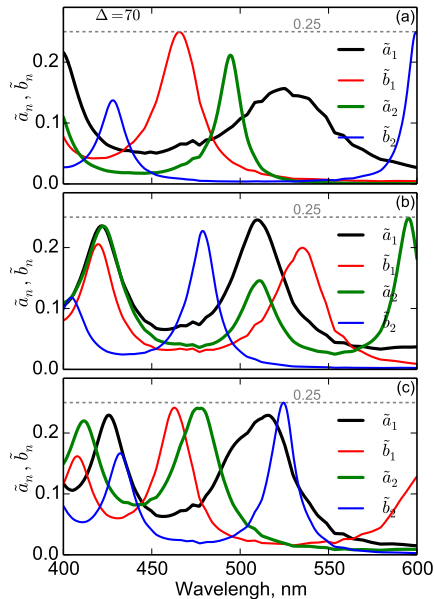 Δ=70
(a)
0.25
ã₁
b̃₁
ã₂
b̃₂
ãₙ, b̃ₙ
0.2
0.1
0.0
(b)
0.25
ã₁
b̃₁
ã₂
b̃₂
ãₙ, b̃ₙ
0.2
0.1
0.0
(c)
0.25
ã₁
b̃₁
ã₂
b̃₂
ãₙ, b̃ₙ
0.2
0.1
0.0
400 450 500 550 600
Wavelengh, nm